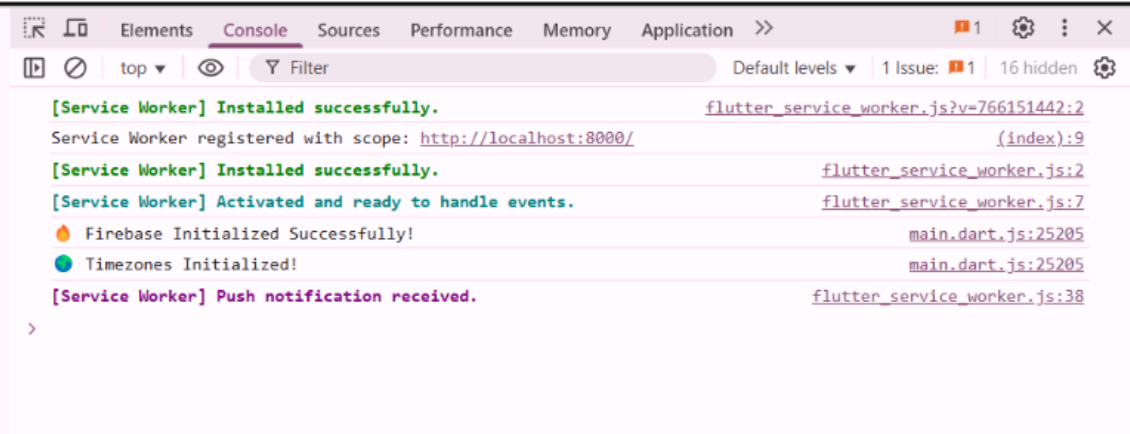 Elements Console Sources Performance Memory Application 1
top Filter Default levels 1 Issue: 1 16 hidden
[Service Worker] Installed successfully. flutter_service_worker.js?v=766151442:2
Service Worker registered with scope: http://localhost:8000/ (index):9
[Service Worker] Installed successfully. flutter_service_worker.js:2
[Service Worker] Activated and ready to handle events. flutter_service_worker.js:7
🔥 Firebase Initialized Successfully! main.dart.js:25205
🌍 Timezones Initialized! main.dart.js:25205
[Service Worker] Push notification received. flutter_service_worker.js:38